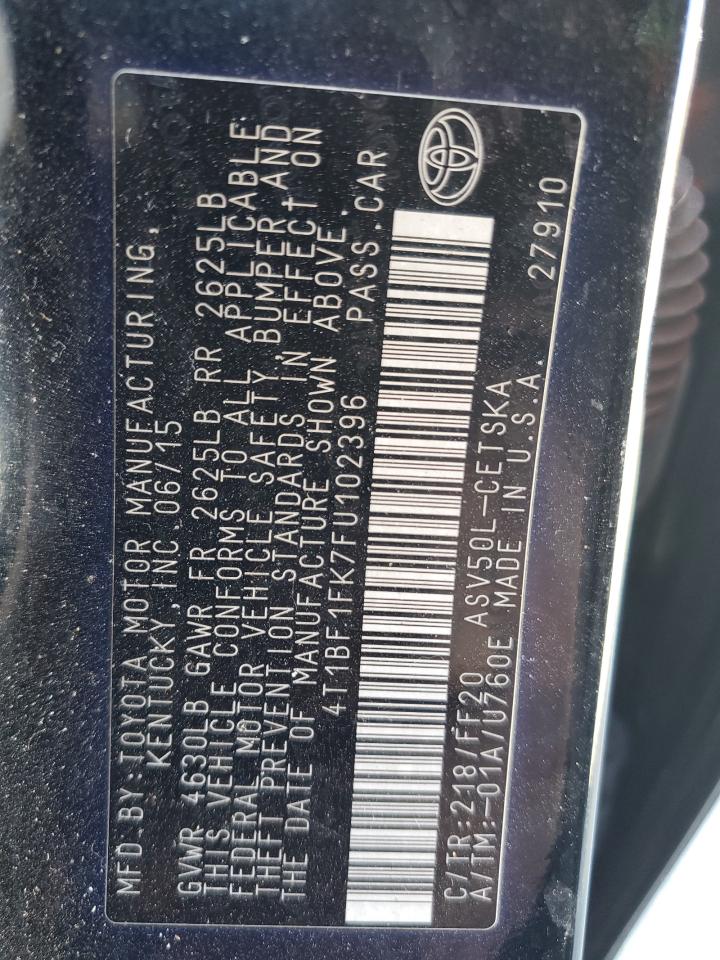 MFD.BY:TOYOTA MOTOR MANUFACTURING,
KENTUCKY,INC.06/15
GVWR 4630LB GAWR FR 2625LB RR 2625LB
THIS VEHICLE CONFORMS TO ALL APPLICABLE
FEDERAL MOTOR VEHICLE SAFETY,BUMPER,AND
THEFT PREVENTION STANDARDS IN EFFECT ON
THE DATE OF MANUFACTURE SHOWN ABOVE.
4T1BF1FK7FU102396 PASS.CAR
C/TR:218/FF20 ASV50L-CETSKA
A/TM:-01A/U760E MADE IN U.S.A.
27910